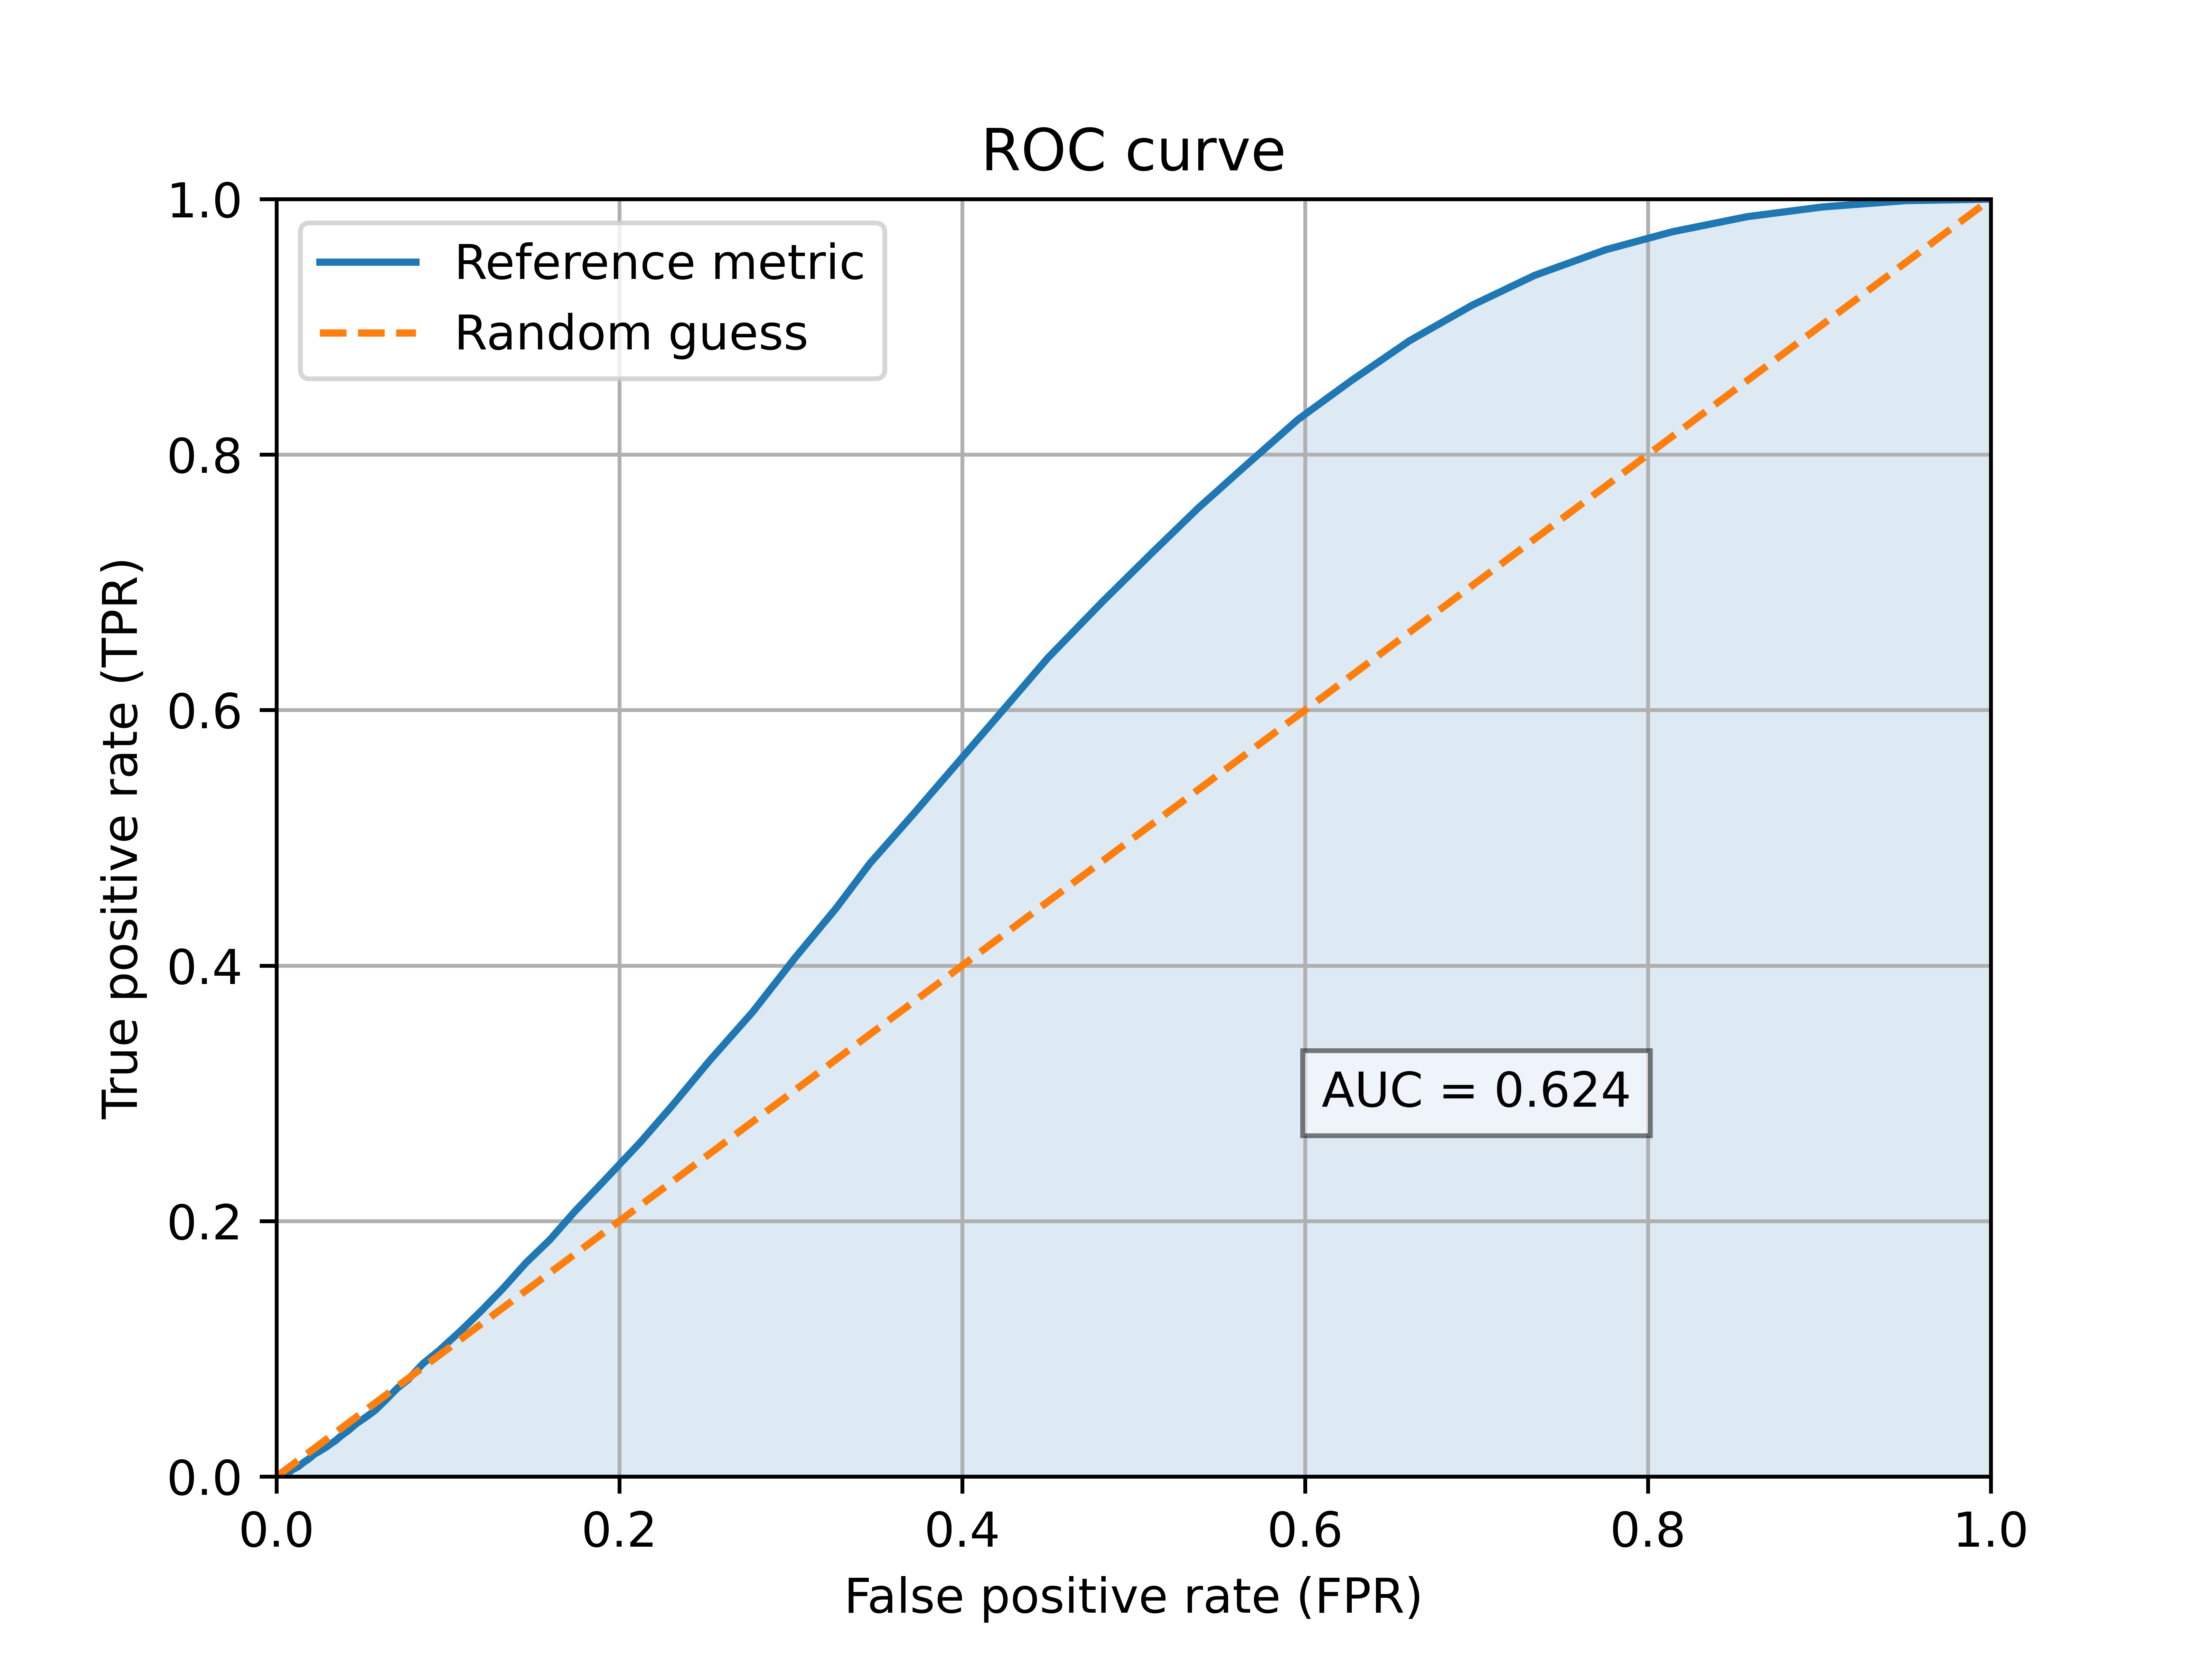 ROC curve
Reference metric
Random guess
1.0
0.8
0.6
0.4
0.2
0.0
True positive rate (TPR)
AUC = 0.624
0.0 0.2 0.4 0.6 0.8 1.0
False positive rate (FPR)